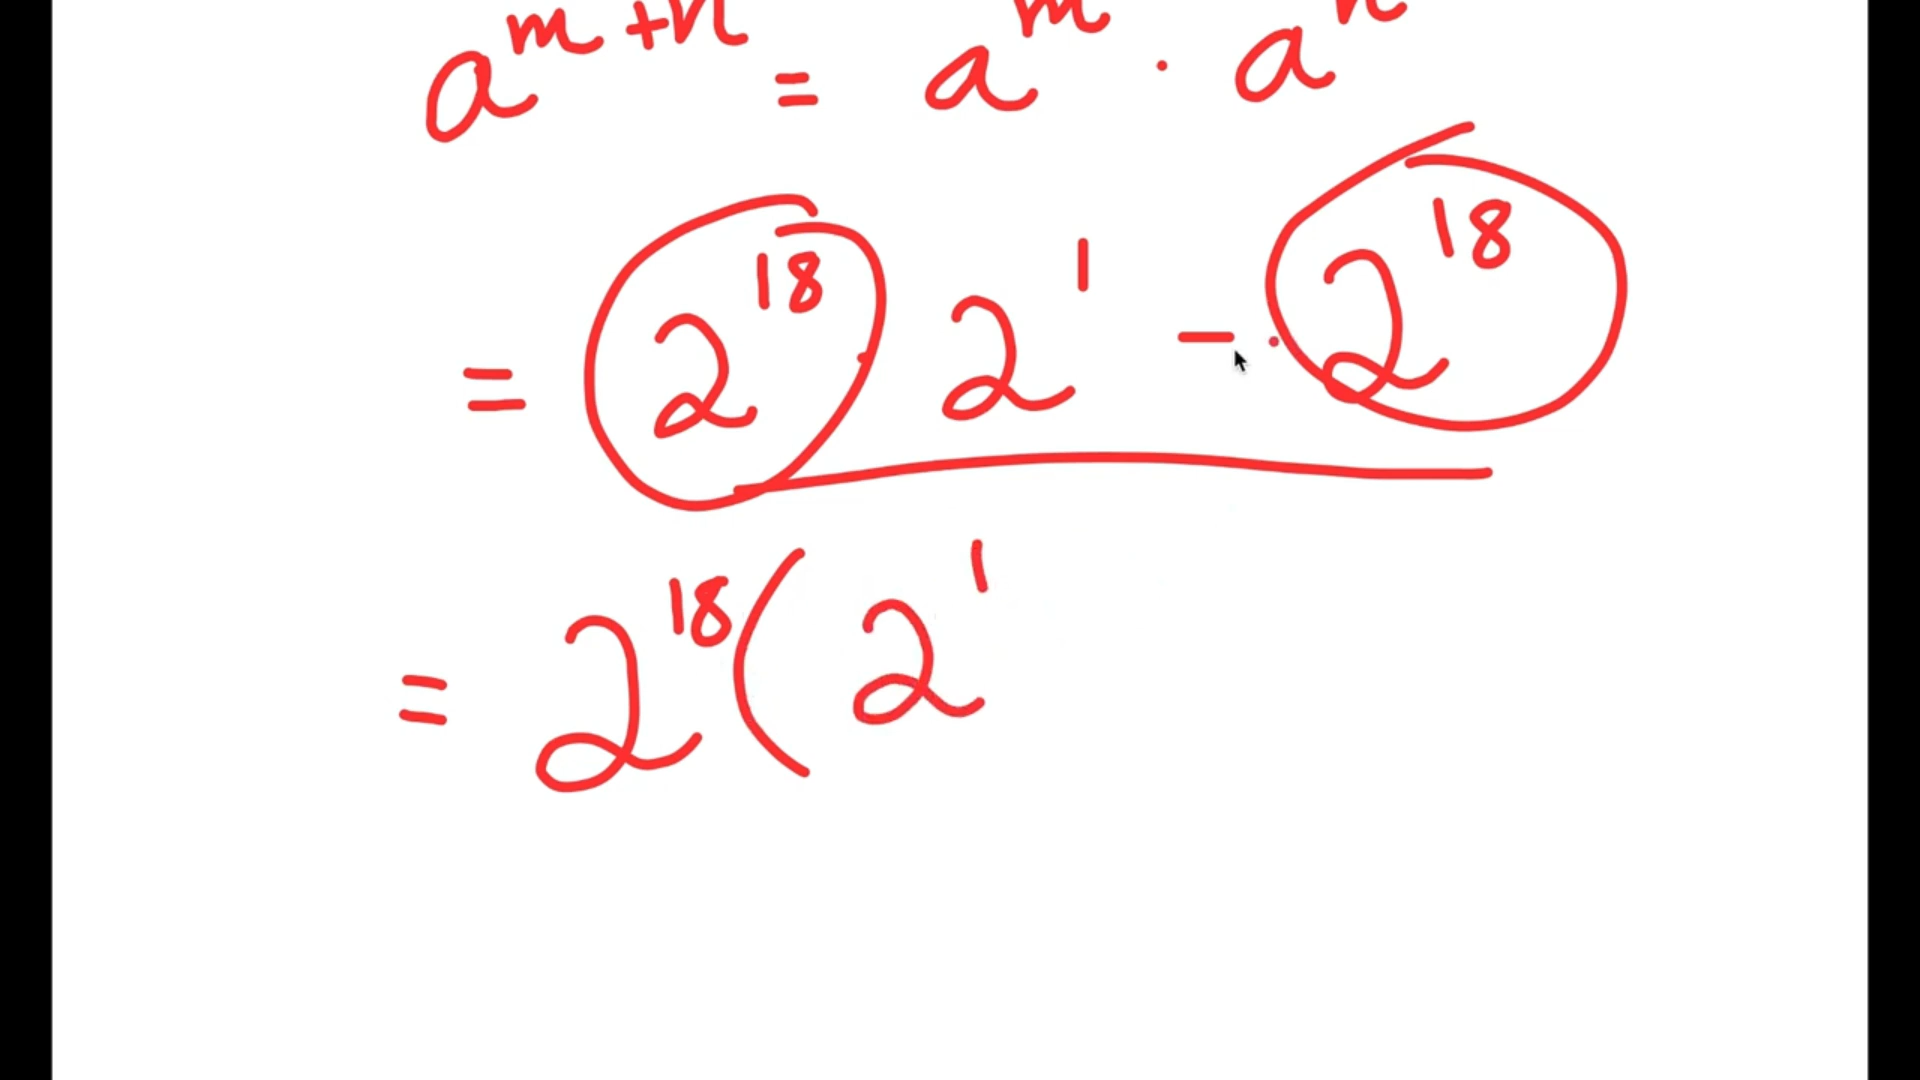 a^{m+n} = a^m · a^n
= 2^{18} 2^1 - 2^{18}
= 2^{18} ( 2^1